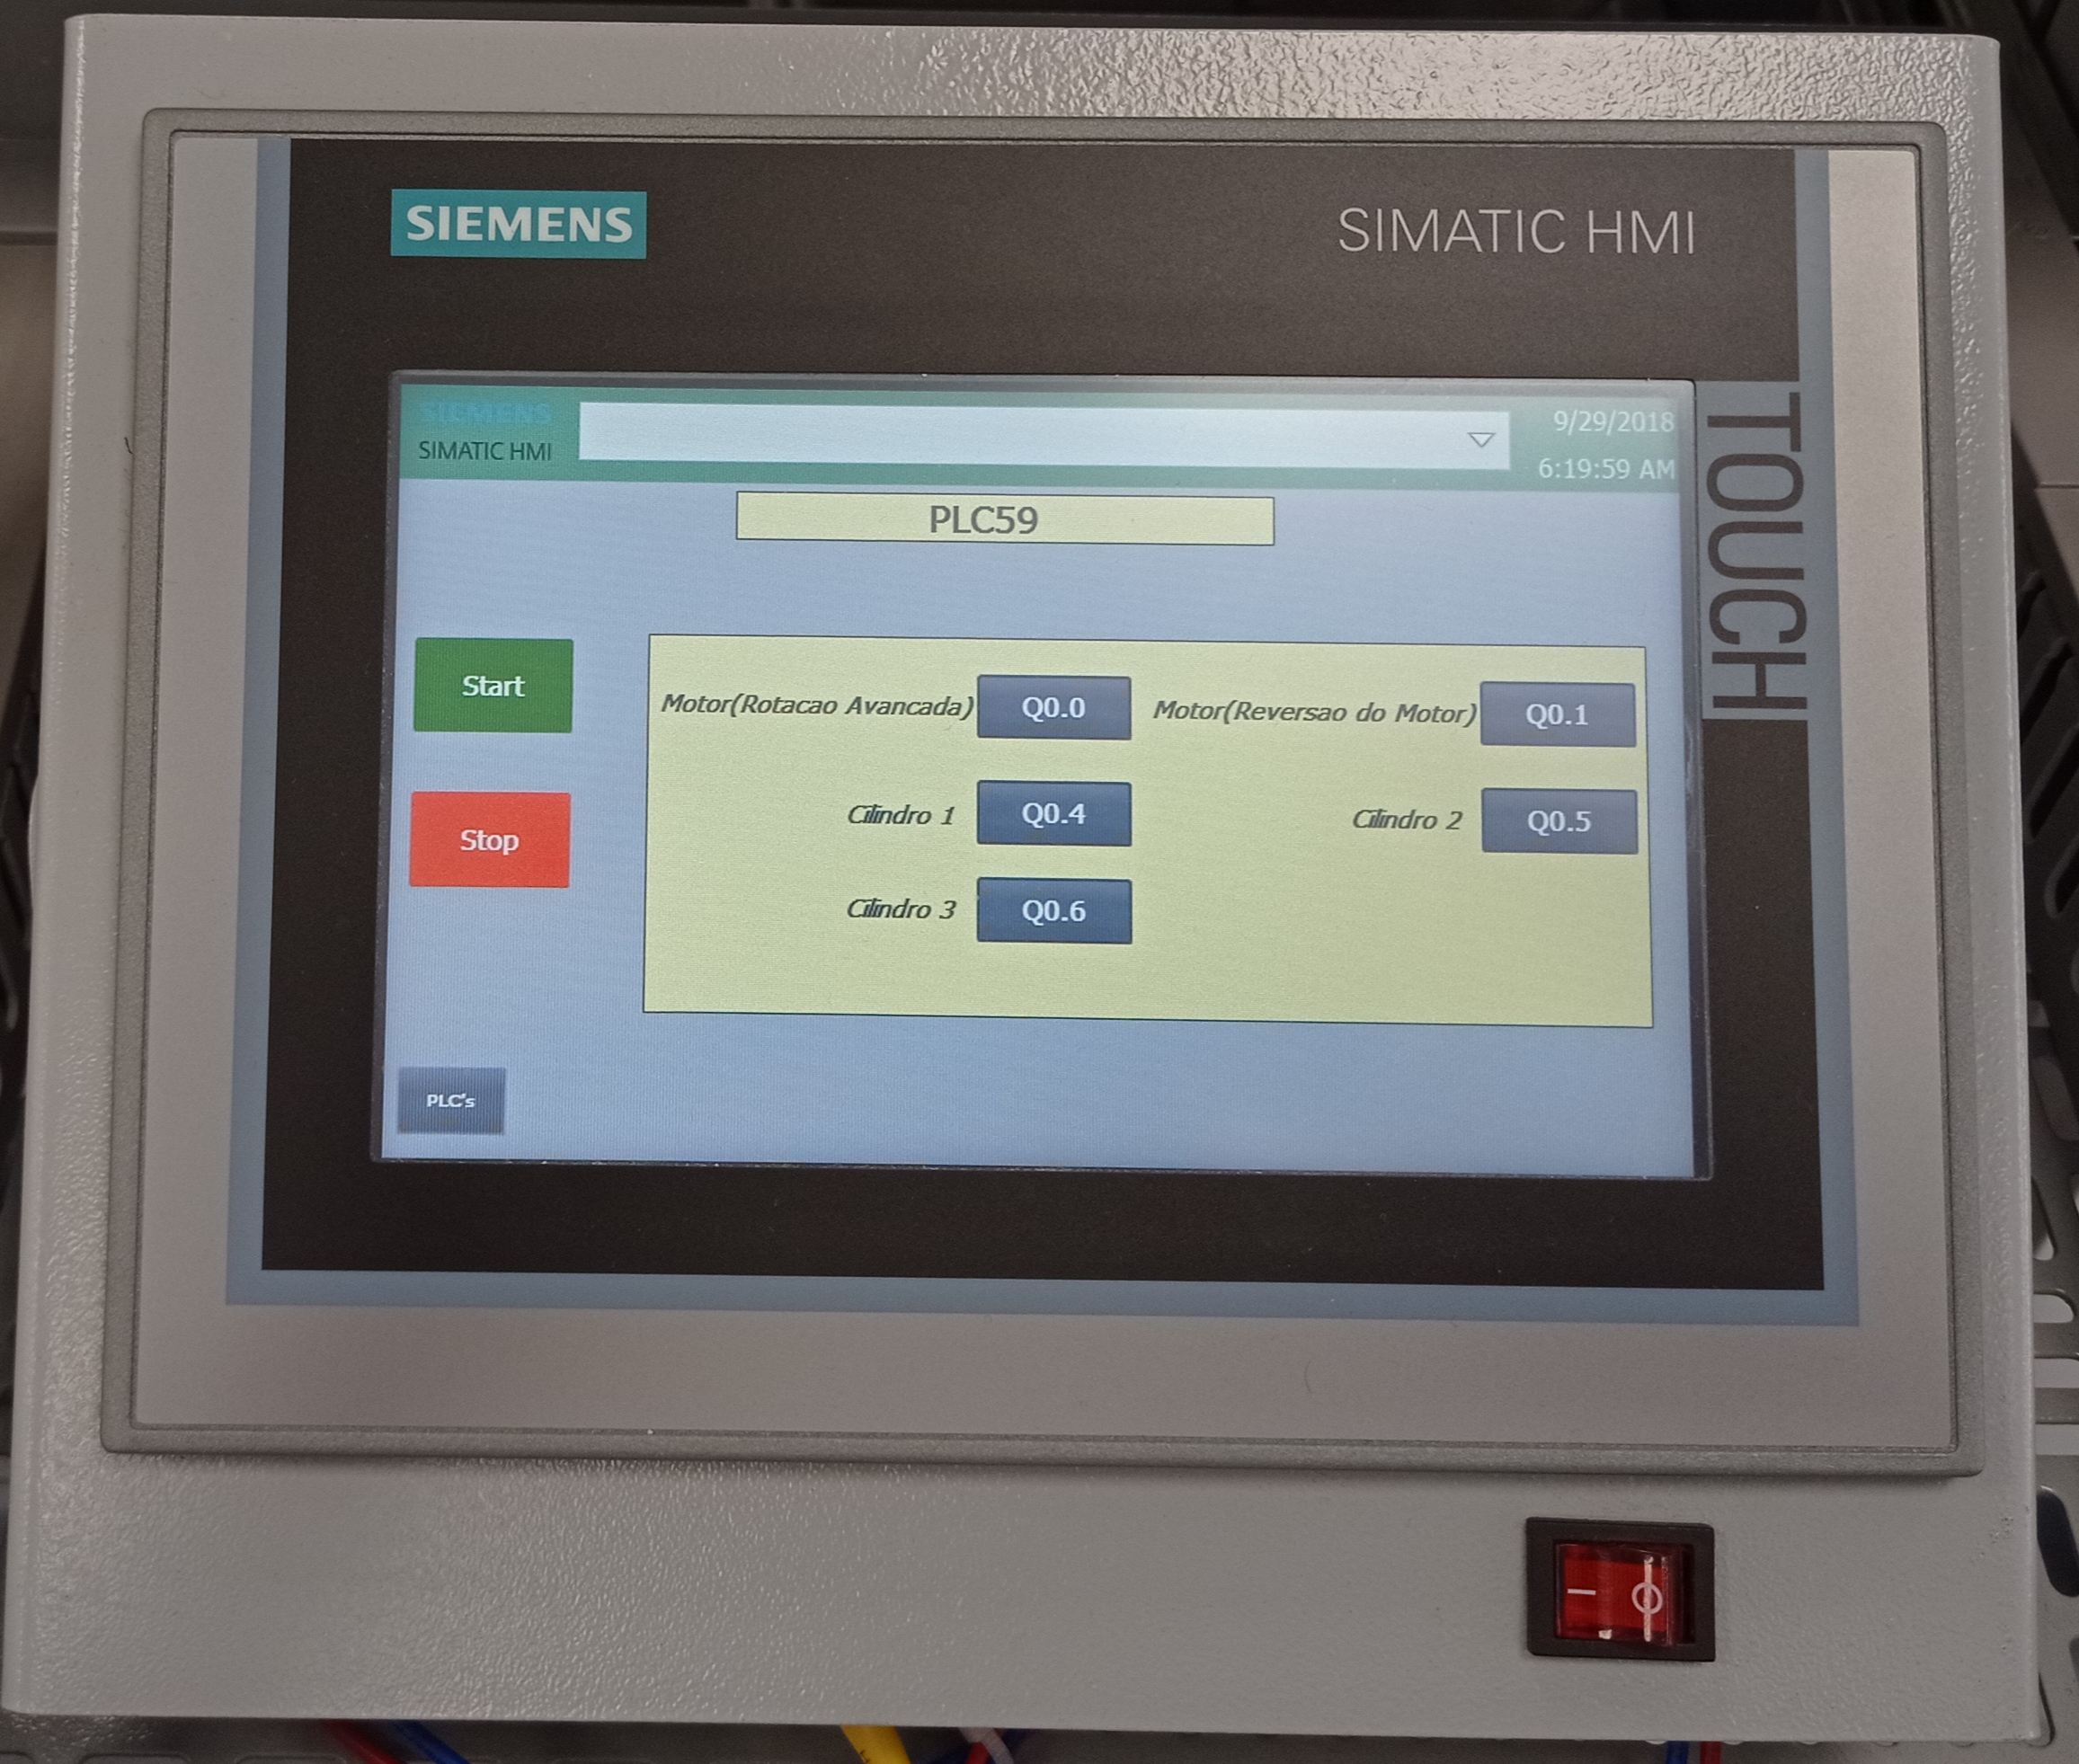 SIEMENS
SIMATIC HMI
TOUCH
SIEMENS
SIMATIC HMI
9/29/2018
6:19:59 AM
PLC59
Start
Stop
Motor(Rotacao Avancada) Q0.0 Motor(Reversao do Motor) Q0.1
Cilindro 1 Q0.4 Cilindro 2 Q0.5
Cilindro 3 Q0.6
PLC's